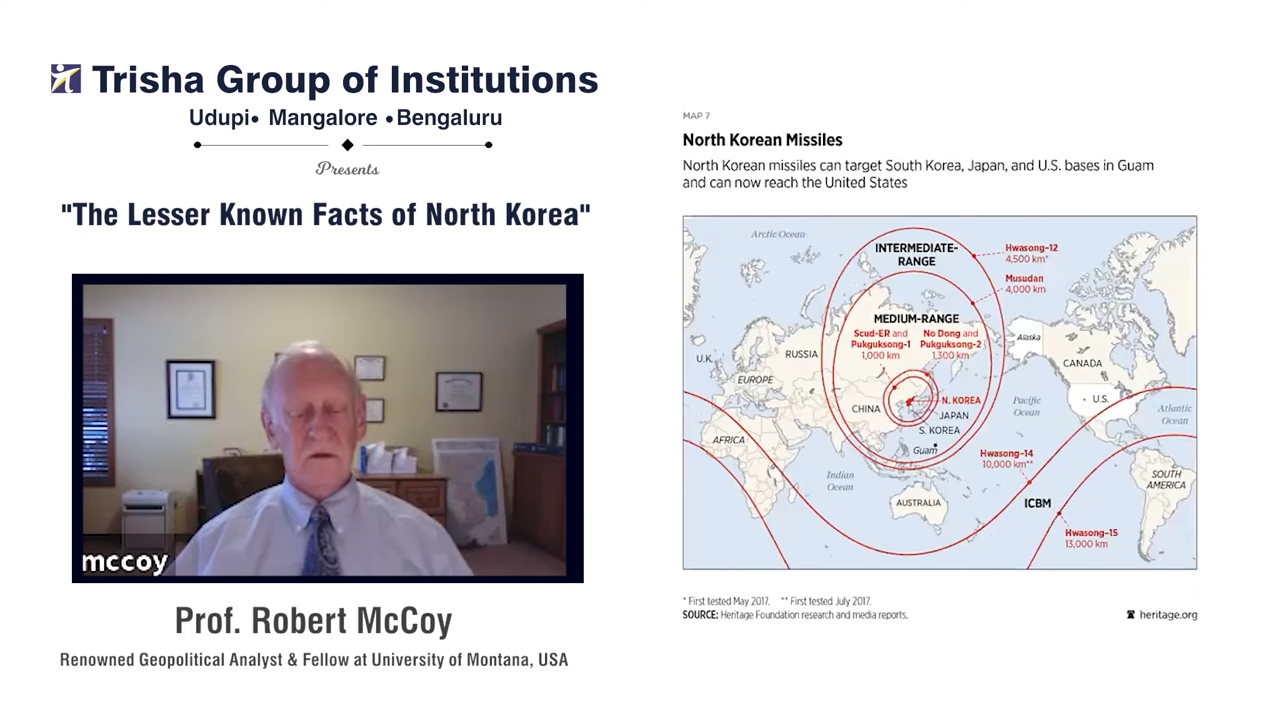 Trisha Group of Institutions
Udupi• Mangalore •Bengaluru
Presents
"The Lesser Known Facts of North Korea"
mccoy
Prof. Robert McCoy
Renowned Geopolitical Analyst & Fellow at University of Montana, USA
MAP 7
North Korean Missiles
North Korean missiles can target South Korea, Japan, and U.S. bases in Guam
and can now reach the United States
Arctic Ocean
INTERMEDIATE-
RANGE
Hwasong-12
4,500 km*
Musudan
4,000 km
MEDIUM-RANGE
Scud-ER and
Pukguksong-1
1,000 km
No Dong and
Pukguksong-2
1,300 km
Alaska
U.K.
RUSSIA
CANADA
EUROPE
N. KOREA
U.S.
CHINA
JAPAN
Pacific
Ocean
Atlantic
Ocean
S. KOREA
AFRICA
Guam
Hwasong-14
10,000 km**
Indian
Ocean
SOUTH
AMERICA
AUSTRALIA
ICBM
Hwasong-15
13,000 km
* First tested May 2017. ** First tested July 2017.
SOURCE: Heritage Foundation research and media reports.
heritage.org